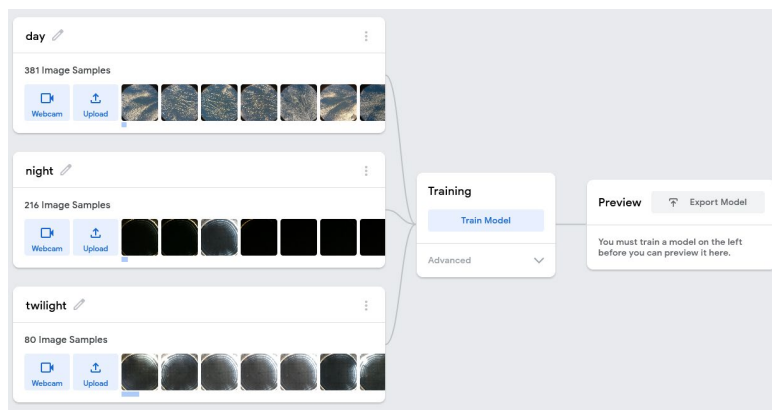 day
381 Image Samples
Webcam
Upload
night
216 Image Samples
Webcam
Upload
twilight
80 Image Samples
Webcam
Upload
Training
Train Model
Advanced
Preview
Export Model
You must train a model on the left
before you can preview it here.